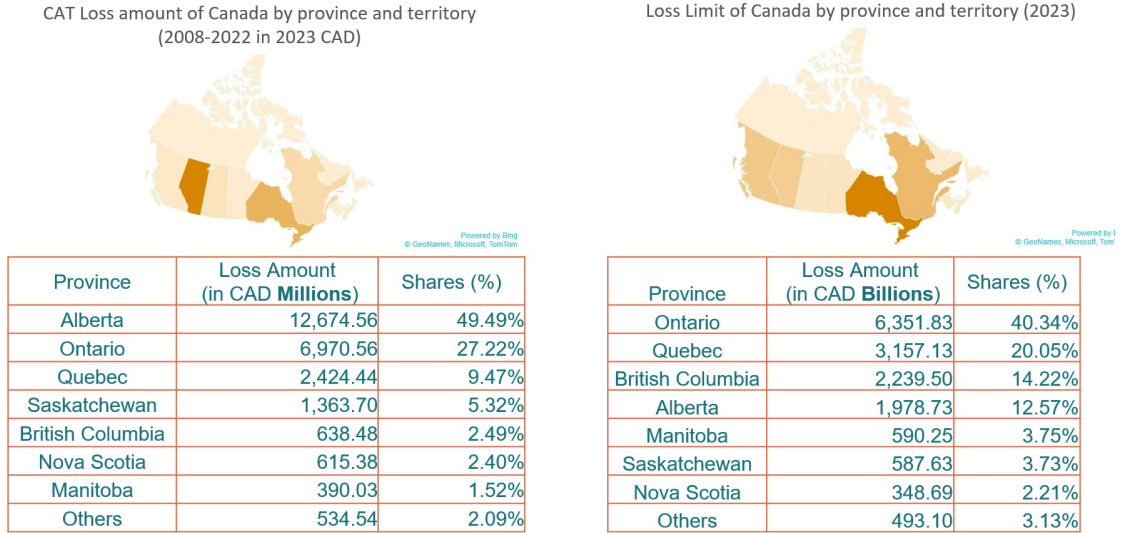 CAT Loss amount of Canada by province and territory
(2008-2022 in 2023 CAD)
Powered by Bing
© GeoNames, Microsoft, TomTom
Province
Loss Amount
(in CAD Millions)
Shares (%)
Alberta 12,674.56 49.49%
Ontario 6,970.56 27.22%
Quebec 2,424.44 9.47%
Saskatchewan 1,363.70 5.32%
British Columbia 638.48 2.49%
Nova Scotia 615.38 2.40%
Manitoba 390.03 1.52%
Others 534.54 2.09%
Loss Limit of Canada by province and territory (2023)
Powered by
© GeoNames, Microsoft, Tom
Province
Loss Amount
(in CAD Billions)
Shares (%)
Ontario 6,351.83 40.34%
Quebec 3,157.13 20.05%
British Columbia 2,239.50 14.22%
Alberta 1,978.73 12.57%
Manitoba 590.25 3.75%
Saskatchewan 587.63 3.73%
Nova Scotia 348.69 2.21%
Others 493.10 3.13%